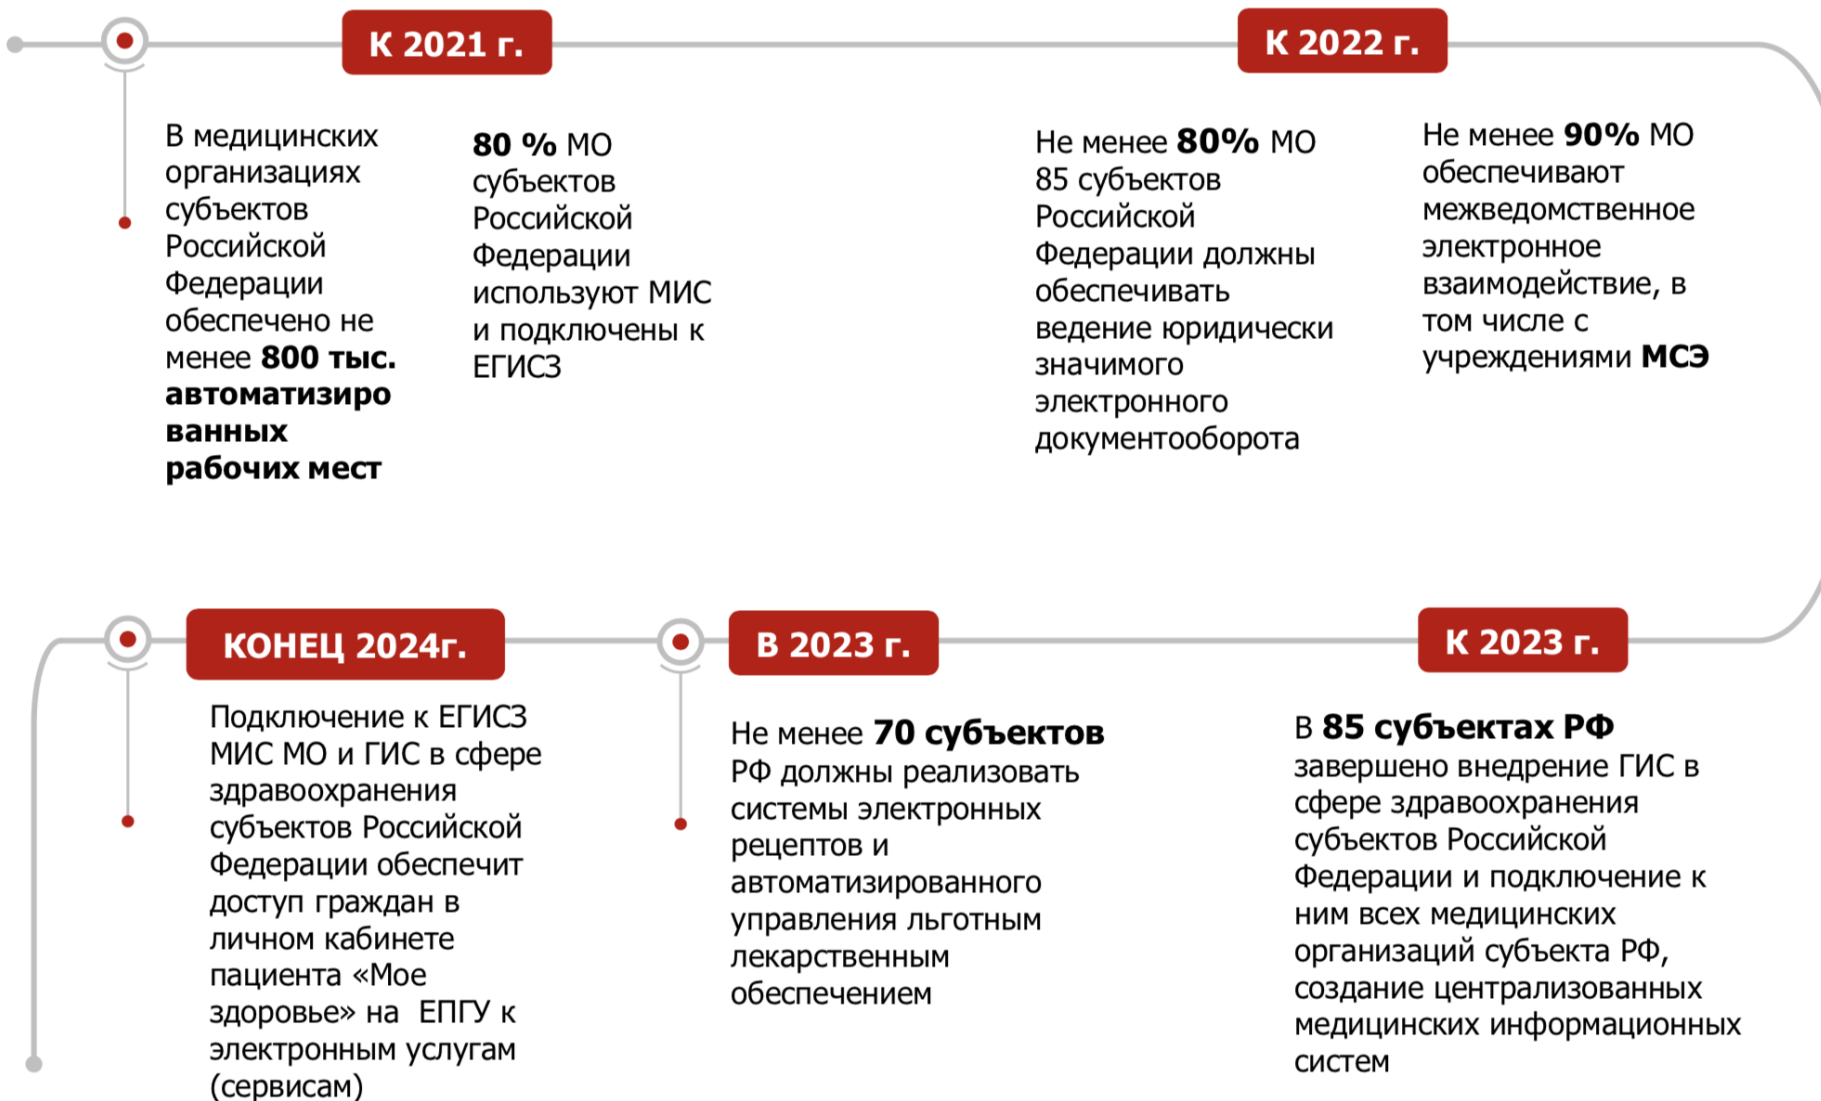 К 2021 г.
В медицинских
организациях
субъектов
Российской
Федерации
обеспечено не
менее 800 тыс.
автоматизиро
ванных
рабочих мест
80 % МО
субъектов
Российской
Федерации
используют МИС
и подключены к
ЕГИСЗ
К 2022 г.
Не менее 80% МО
85 субъектов
Российской
Федерации должны
обеспечивать
ведение юридически
значимого
электронного
документооборота
Не менее 90% МО
обеспечивают
межведомственное
электронное
взаимодействие, в
том числе с
учреждениями МСЭ
К 2023 г.
В 85 субъектах РФ
завершено внедрение ГИС в
сфере здравоохранения
субъектов Российской
Федерации и подключение к
ним всех медицинских
организаций субъекта РФ,
создание централизованных
медицинских информационных
систем
В 2023 г.
Не менее 70 субъектов
РФ должны реализовать
системы электронных
рецептов и
автоматизированного
управления льготным
лекарственным
обеспечением
КОНЕЦ 2024г.
Подключение к ЕГИСЗ
МИС МО и ГИС в сфере
здравоохранения
субъектов Российской
Федерации обеспечит
доступ граждан в
личном кабинете
пациента «Мое
здоровье» на ЕПГУ к
электронным услугам
(сервисам)